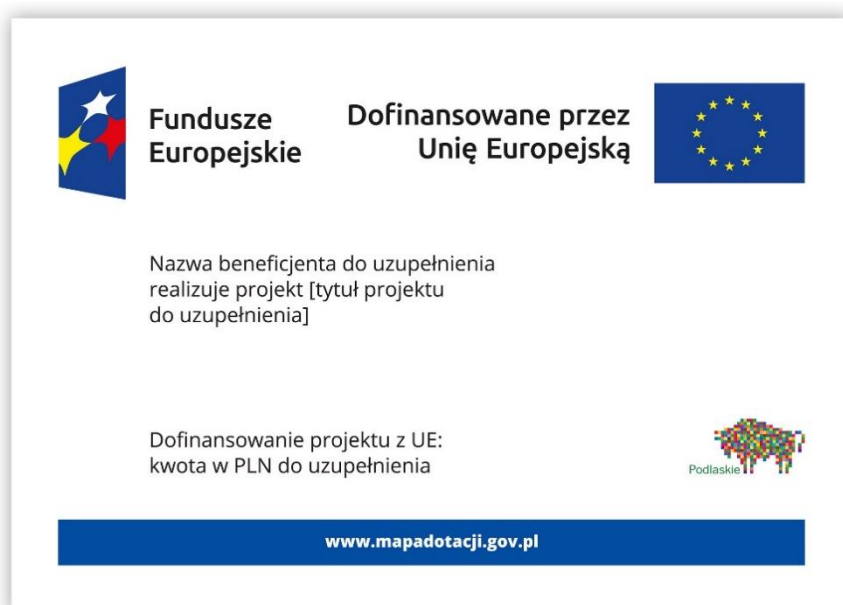 Fundusze
Europejskie
Dofinansowane przez
Unię Europejską
Nazwa beneficjenta do uzupełnienia
realizuje projekt [tytuł projektu
do uzupełnienia]
Dofinansowanie projektu z UE:
kwota w PLN do uzupełnienia
Podlaskie
www.mapadotacji.gov.pl